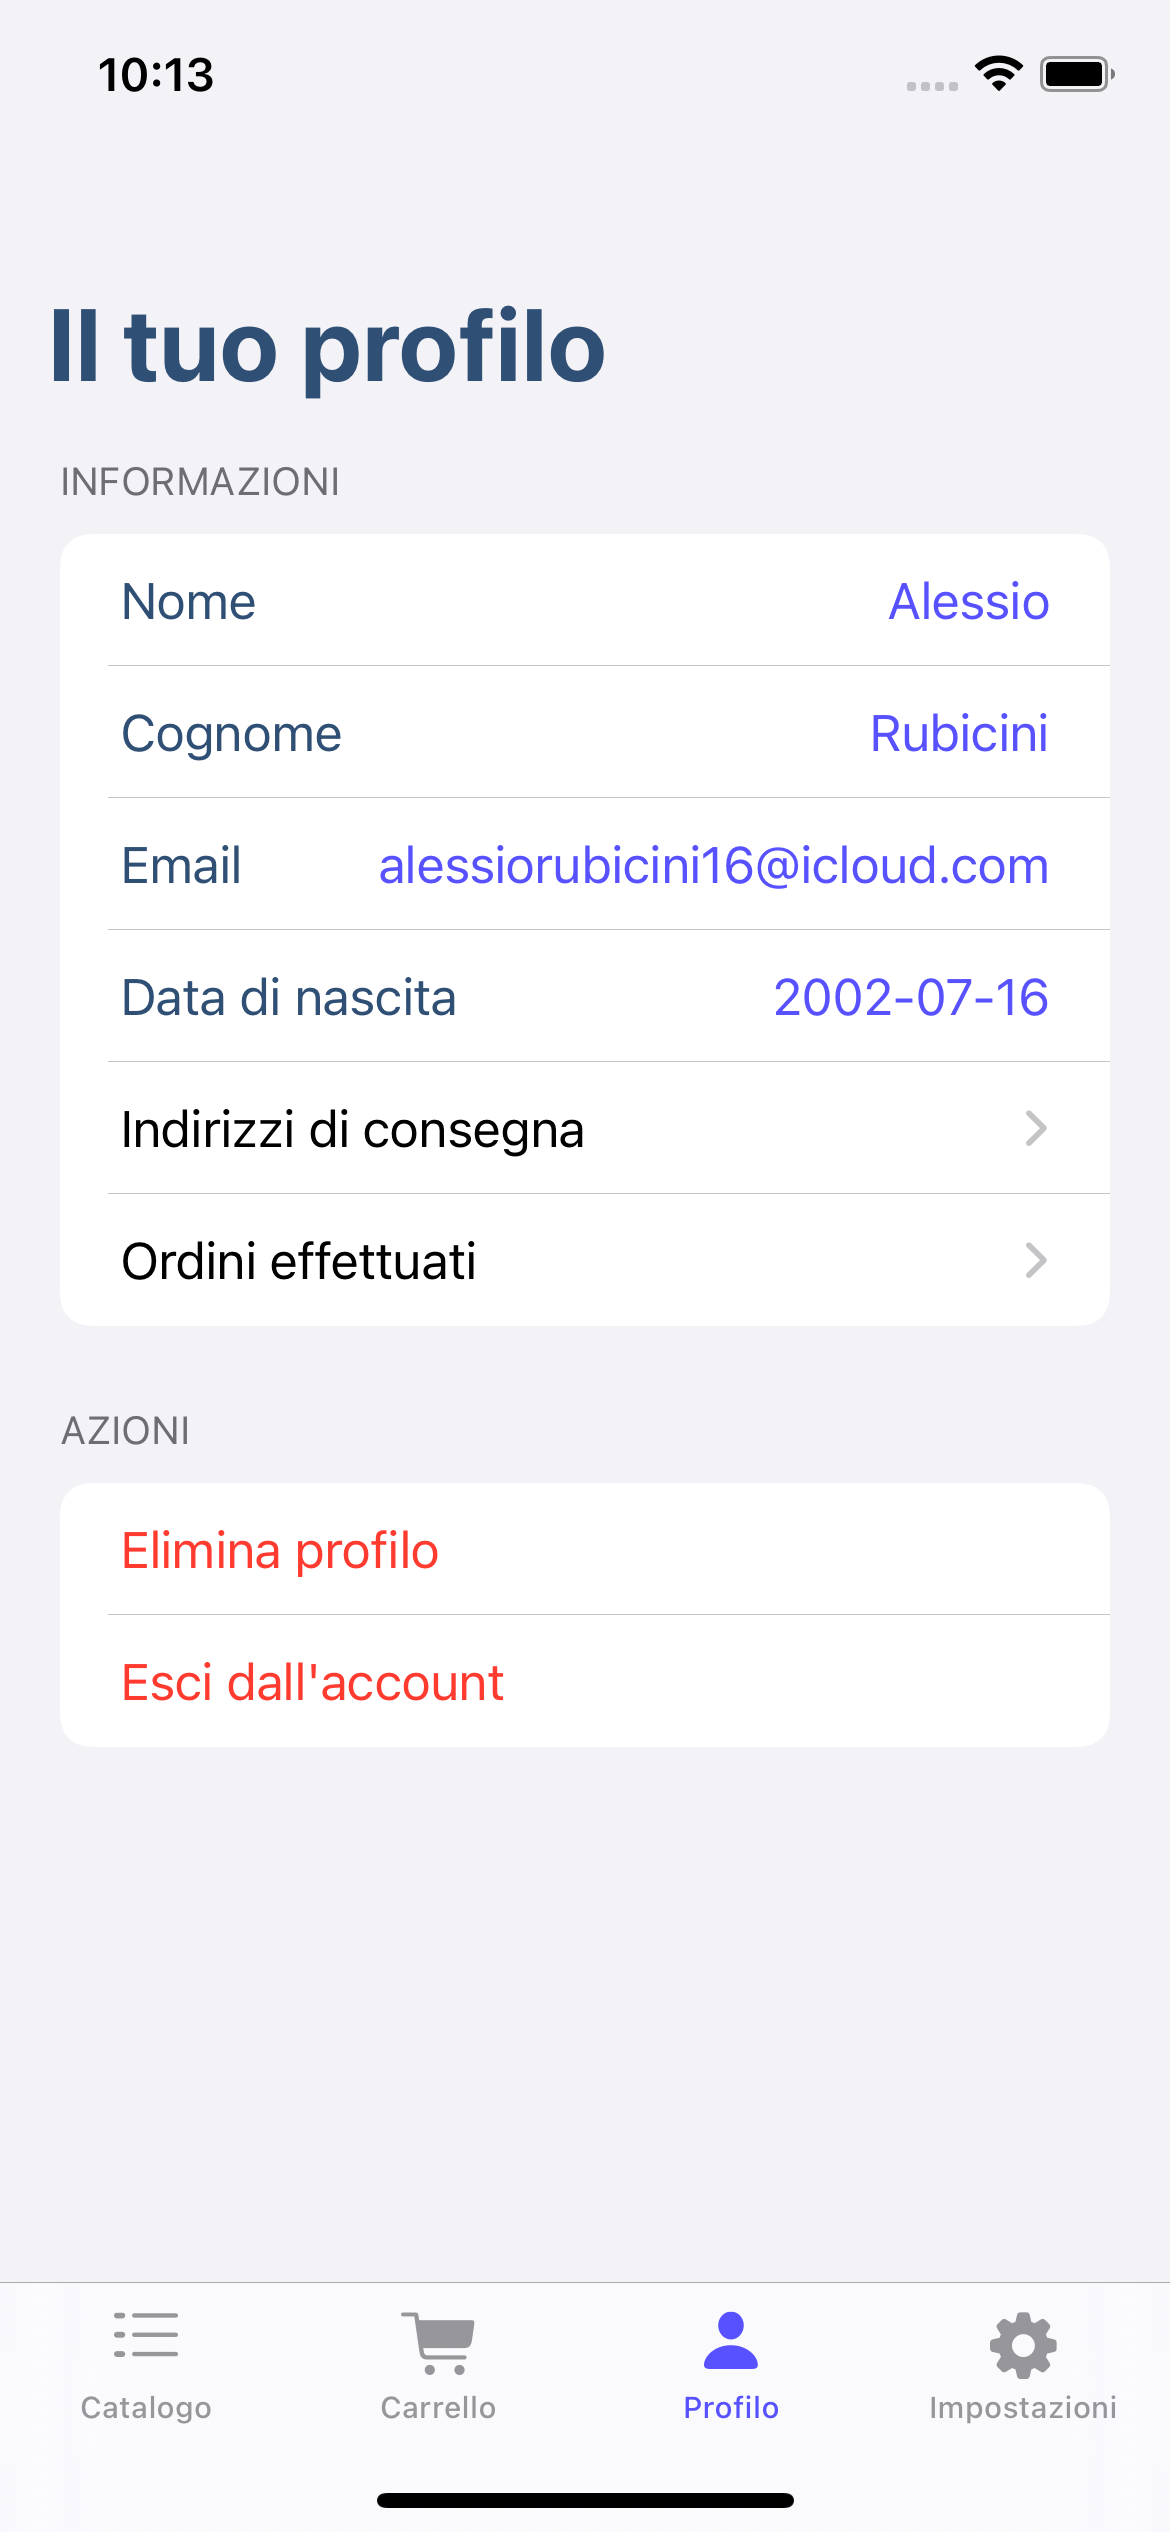 10:13
Il tuo profilo
INFORMAZIONI
Nome Alessio
Cognome Rubicini
Email alessiorubicini16@icloud.com
Data di nascita 2002-07-16
Indirizzi di consegna
Ordini effettuati
AZIONI
Elimina profilo
Esci dall'account
Catalogo Carrello Profilo Impostazioni